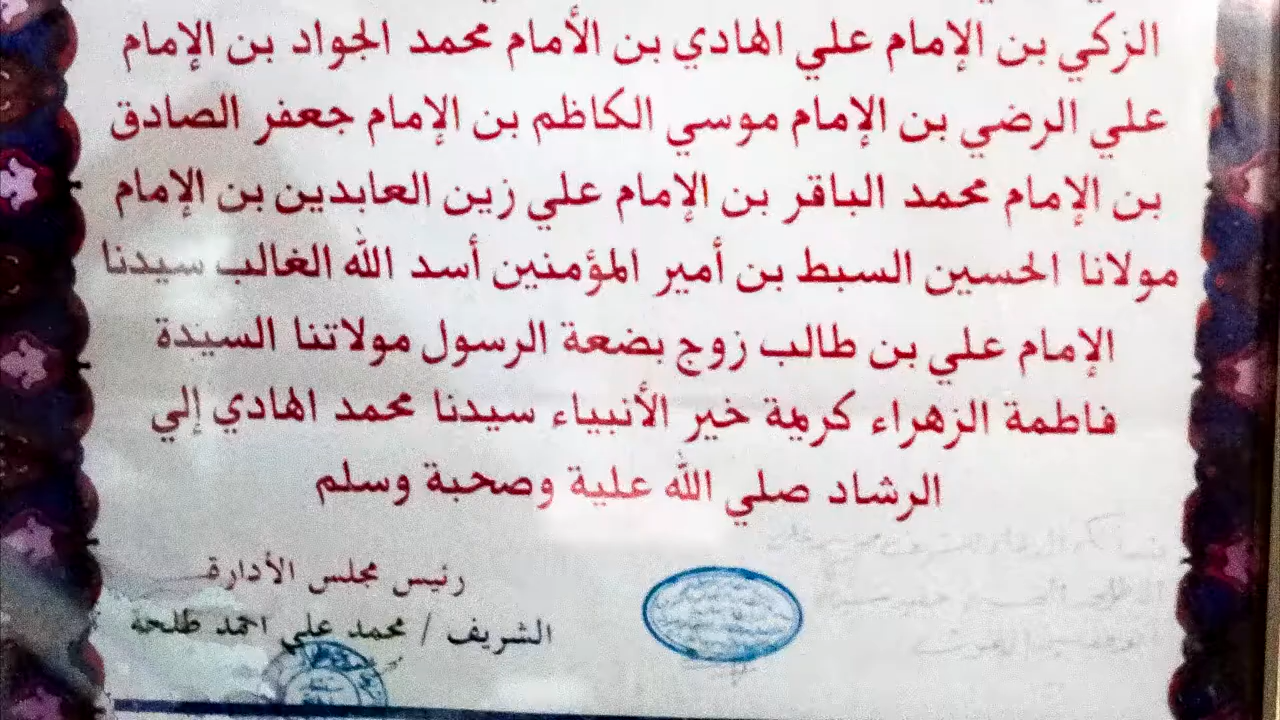 الزكي بن الإمام علي الهادي بن الأمام محمد الجواد بن الإمام
علي الرضي بن الإمام موسي الكاظم بن الإمام جعفر الصادق
بن الإمام محمد الباقر بن الإمام علي زين العابدين بن الإمام
مولانا الحسين السبط بن أمير المؤمنين أسد الله الغالب سيدنا
الإمام علي بن طالب زوج بضعة الرسول مولاتنا السيدة
فاطمة الزهراء كريمة خير الأنبياء سيدنا محمد الهادي إلي
الرشاد صلي الله علية وصحبة وسلم
رئيس مجلس الأدارة
الشريف / محمد علي احمد طلحة